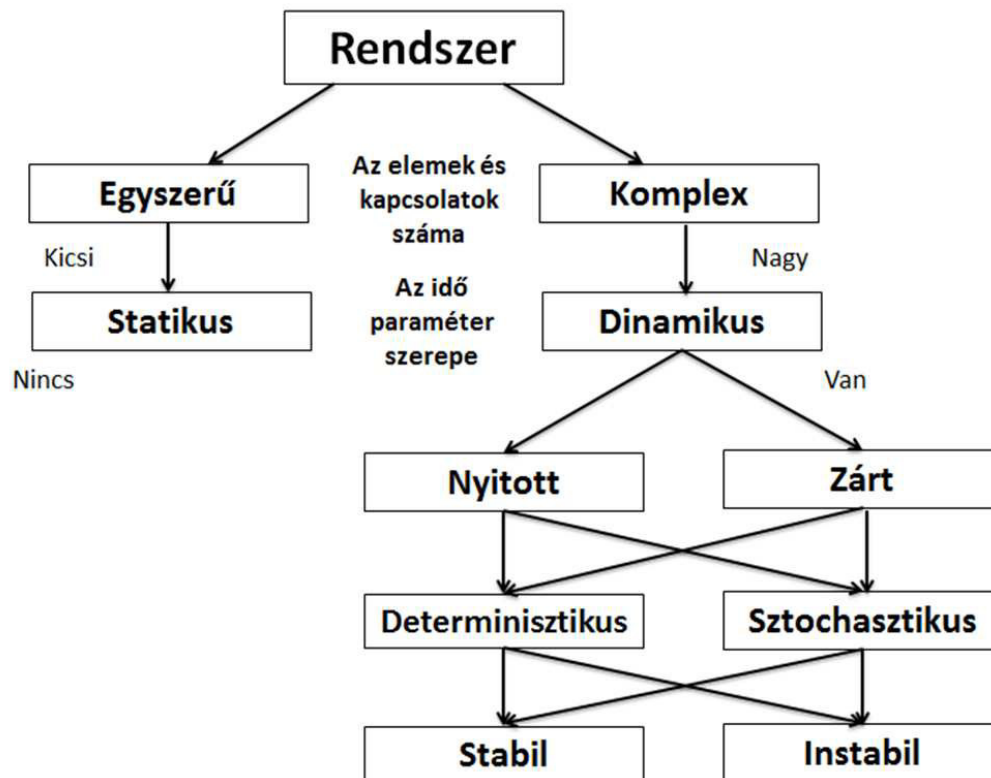 Rendszer
Egyszerű
Az elemek és
kapcsolatok
száma
Komplex
Kicsi
Nagy
Statikus
Az idő
paraméter
szerepe
Dinamikus
Nincs
Van
Nyitott
Zárt
Determinisztikus
Sztochasztikus
Stabil
Instabil